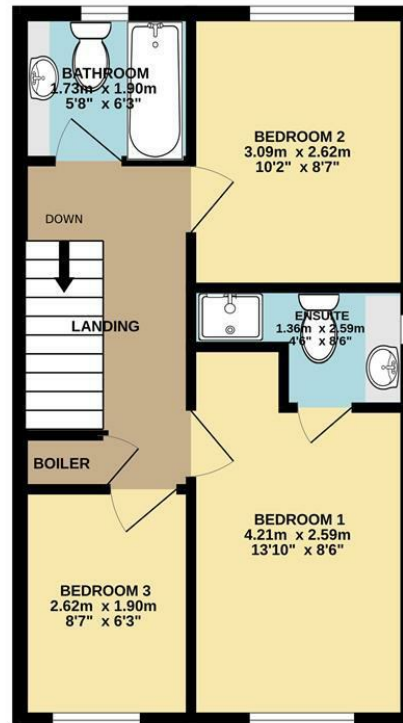 BATHROOM
1.73m x 1.90m
5'8" x 6'3"
BEDROOM 2
3.09m x 2.62m
10'2" x 8'7"
DOWN
LANDING
ENSUITE
1.36m x 2.59m
4'6" x 8'6"
BOILER
BEDROOM 1
4.21m x 2.59m
13'10" x 8'6"
BEDROOM 3
2.62m x 1.90m
8'7" x 6'3"